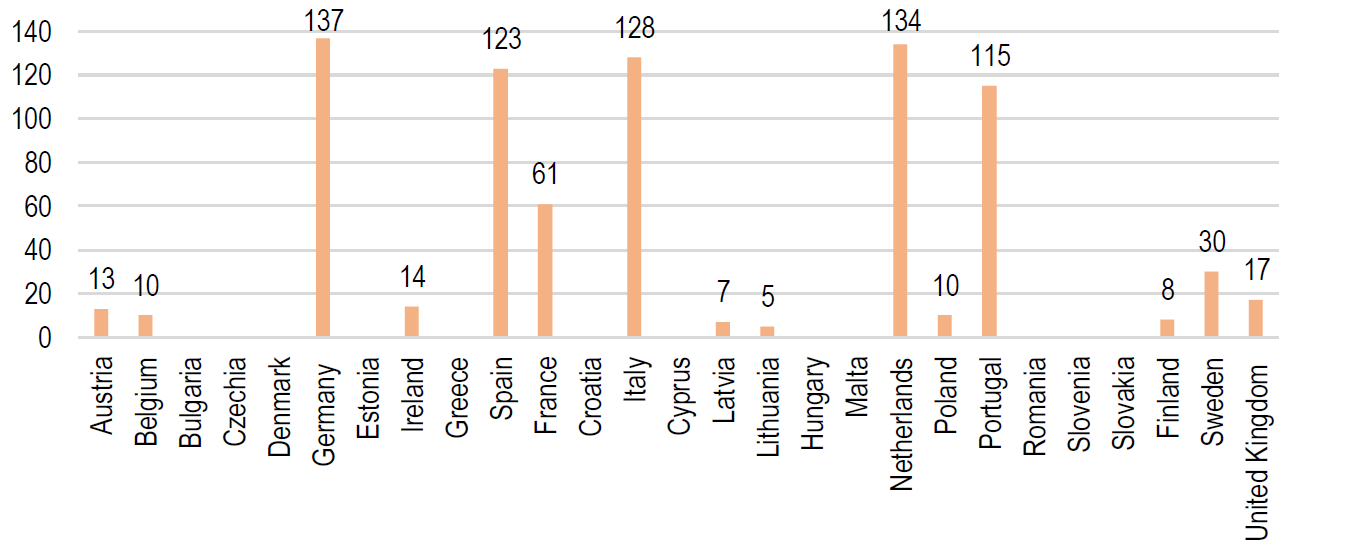 140
120
100
80
60
40
20
0
13
10
137
14
123
61
128
7
5
134
10
115
8
30
17
Austria
Belgium
Bulgaria
Czechia
Denmark
Germany
Estonia
Ireland
Greece
Spain
France
Croatia
Italy
Cyprus
Latvia
Lithuania
Hungary
Malta
Netherlands
Poland
Portugal
Romania
Slovenia
Slovakia
Finland
Sweden
United Kingdom